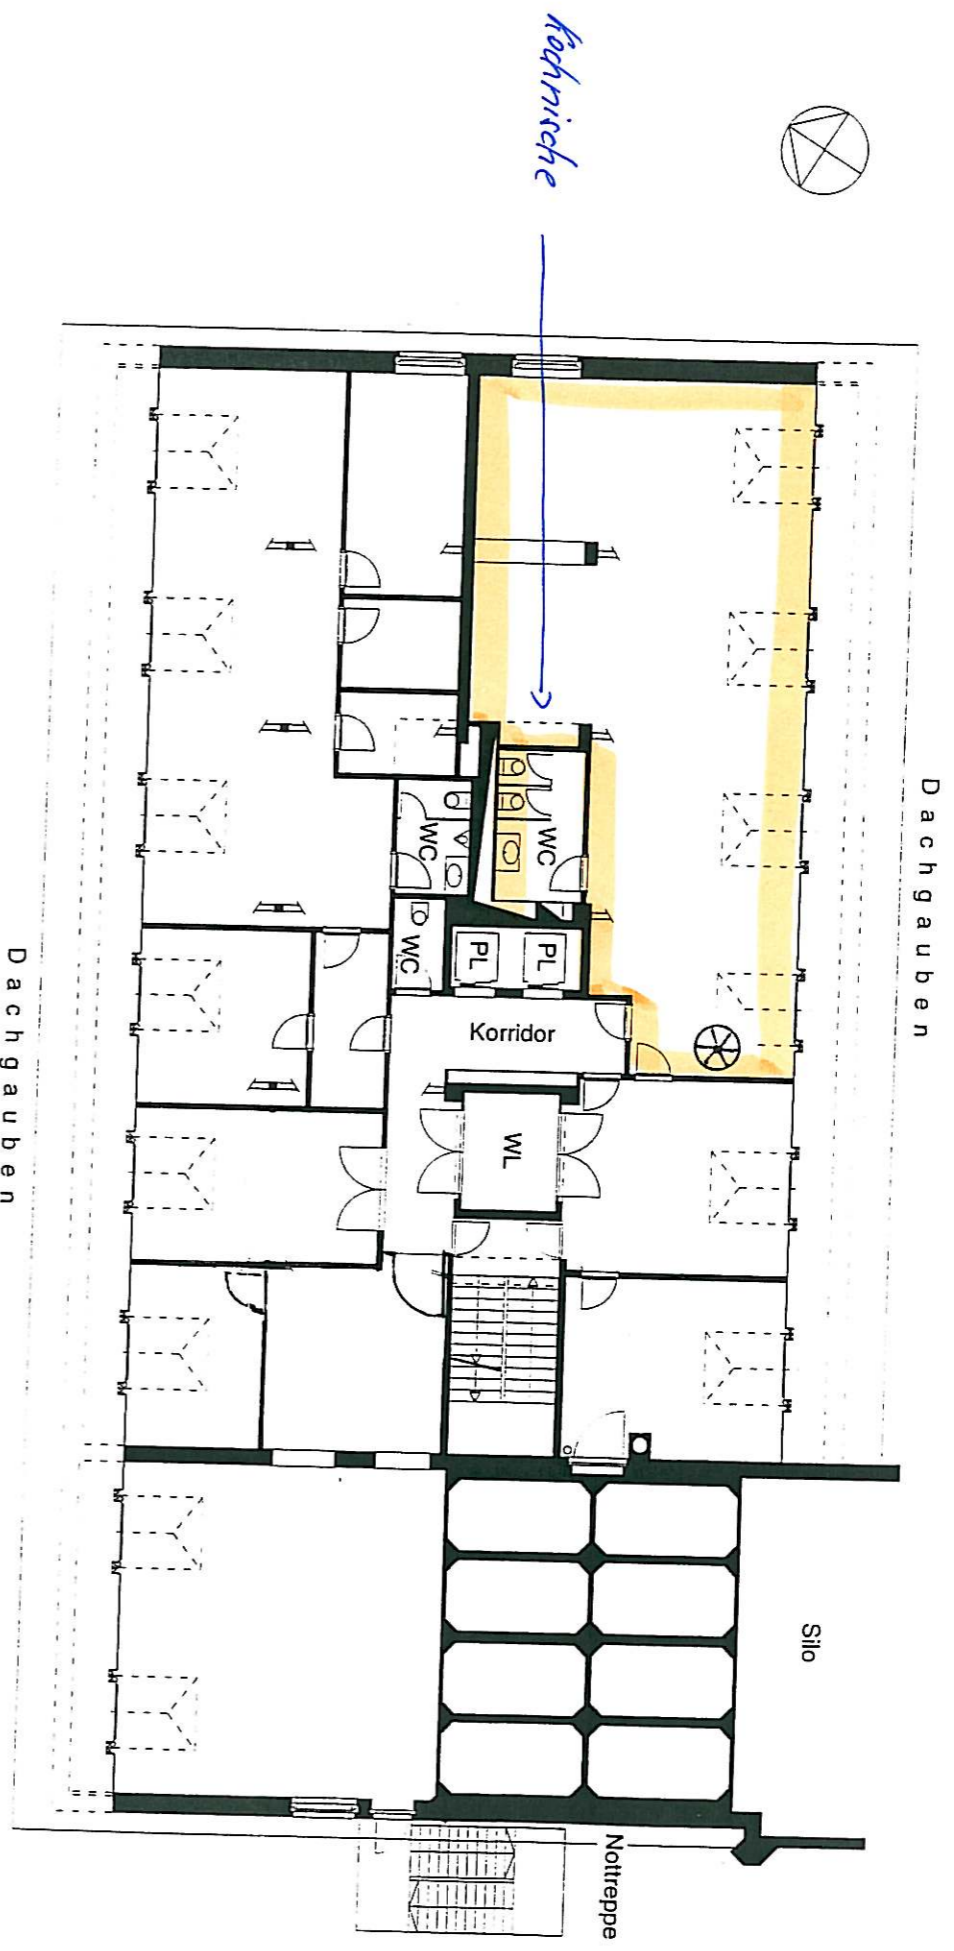 Kochnische
Dachgauben
WC
WC
WC
PL
PL
Korridor
WL
Dachgauben
Silo
Nottreppe